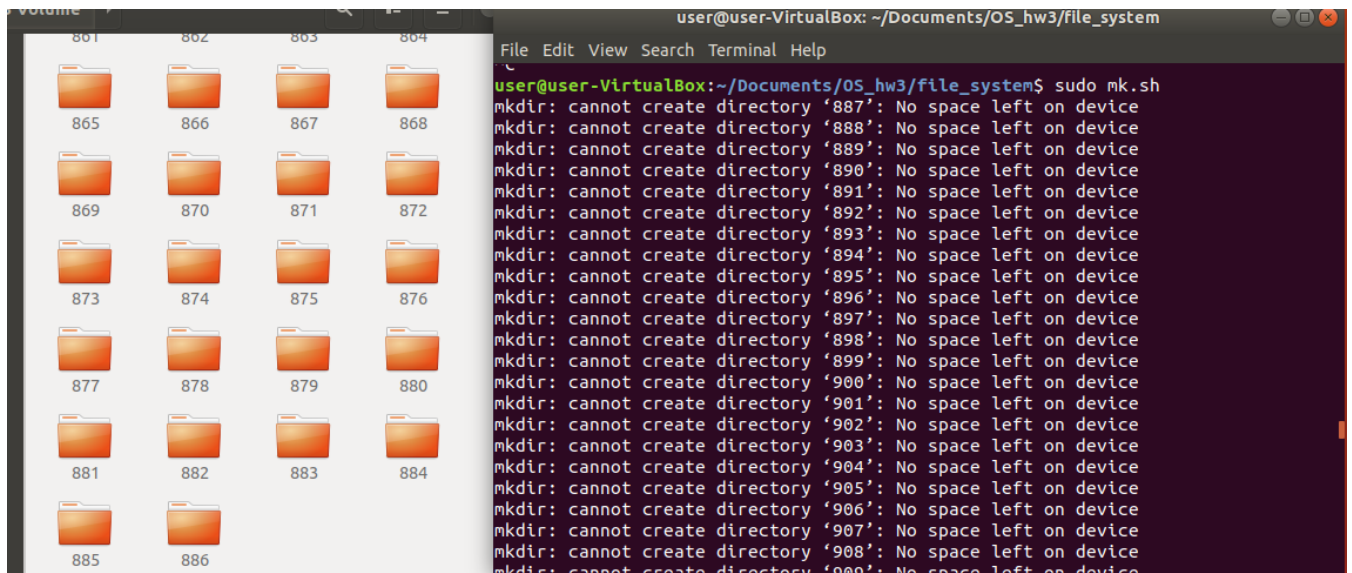 Volume
861 862 863 864
865 866 867 868
869 870 871 872
873 874 875 876
877 878 879 880
881 882 883 884
885 886
user@user-VirtualBox: ~/Documents/OS_hw3/file_system
File Edit View Search Terminal Help
^C
user@user-VirtualBox:~/Documents/OS_hw3/file_system$ sudo mk.sh
mkdir: cannot create directory ‘887’: No space left on device
mkdir: cannot create directory ‘888’: No space left on device
mkdir: cannot create directory ‘889’: No space left on device
mkdir: cannot create directory ‘890’: No space left on device
mkdir: cannot create directory ‘891’: No space left on device
mkdir: cannot create directory ‘892’: No space left on device
mkdir: cannot create directory ‘893’: No space left on device
mkdir: cannot create directory ‘894’: No space left on device
mkdir: cannot create directory ‘895’: No space left on device
mkdir: cannot create directory ‘896’: No space left on device
mkdir: cannot create directory ‘897’: No space left on device
mkdir: cannot create directory ‘898’: No space left on device
mkdir: cannot create directory ‘899’: No space left on device
mkdir: cannot create directory ‘900’: No space left on device
mkdir: cannot create directory ‘901’: No space left on device
mkdir: cannot create directory ‘902’: No space left on device
mkdir: cannot create directory ‘903’: No space left on device
mkdir: cannot create directory ‘904’: No space left on device
mkdir: cannot create directory ‘905’: No space left on device
mkdir: cannot create directory ‘906’: No space left on device
mkdir: cannot create directory ‘907’: No space left on device
mkdir: cannot create directory ‘908’: No space left on device
mkdir: cannot create directory ‘909’: No space left on device